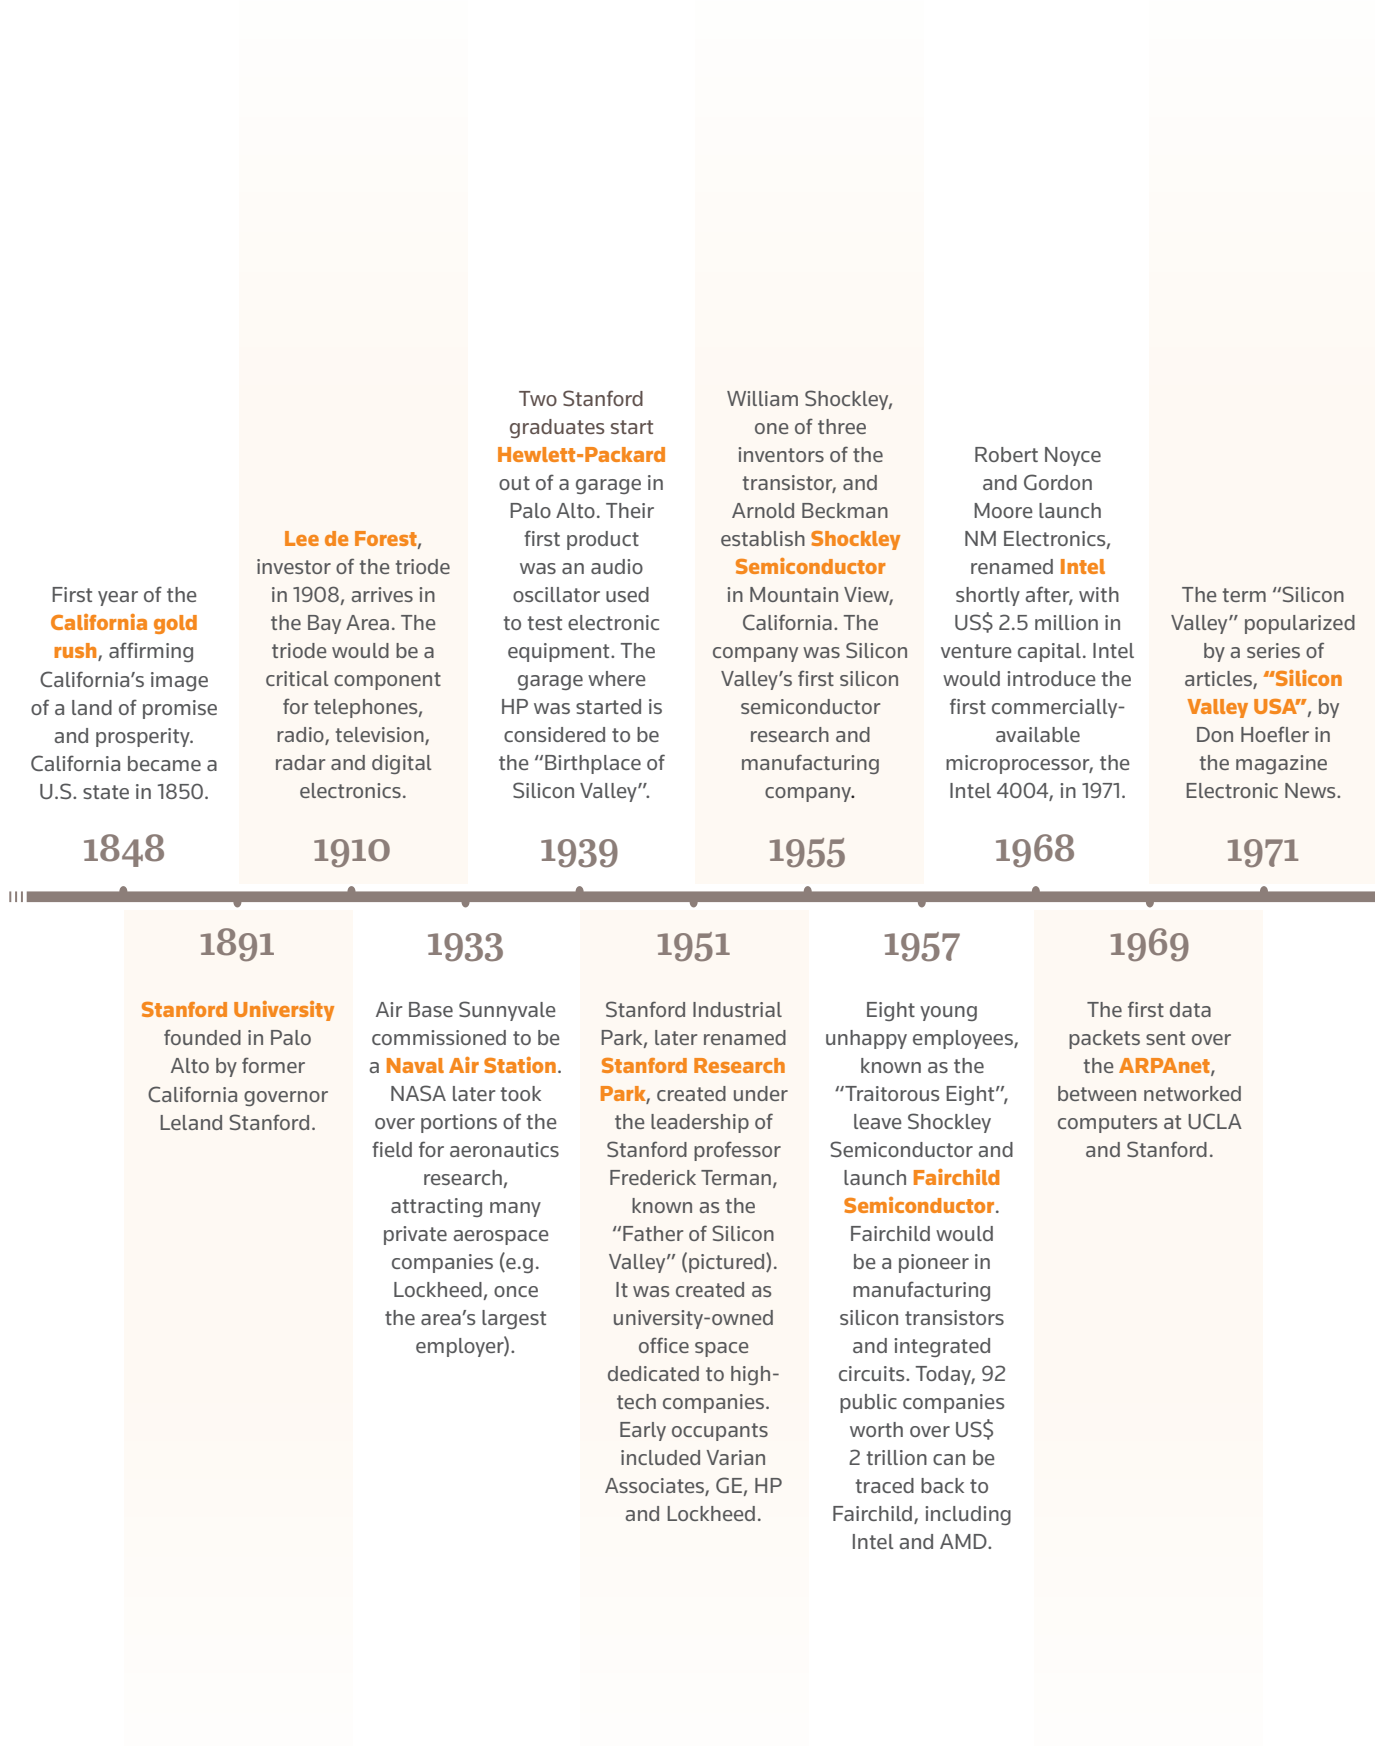 First year of the
California gold
rush, affirming
California’s image
of a land of promise
and prosperity.
California became a
U.S. state in 1850.
1848
Lee de Forest,
investor of the triode
in 1908, arrives in
the Bay Area. The
triode would be a
critical component
for telephones,
radio, television,
radar and digital
electronics.
1910
Two Stanford
graduates start
Hewlett-Packard
out of a garage in
Palo Alto. Their
first product
was an audio
oscillator used
to test electronic
equipment. The
garage where
HP was started is
considered to be
the “Birthplace of
Silicon Valley”.
1939
William Shockley,
one of three
inventors of the
transistor, and
Arnold Beckman
establish Shockley
Semiconductor
in Mountain View,
California. The
company was Silicon
Valley’s first silicon
semiconductor
research and
manufacturing
company.
1955
Robert Noyce
and Gordon
Moore launch
NM Electronics,
renamed Intel
shortly after, with
US$ 2.5 million in
venture capital. Intel
would introduce the
first commercially-
available
microprocessor, the
Intel 4004, in 1971.
1968
The term “Silicon
Valley” popularized
by a series of
articles, “Silicon
Valley USA”, by
Don Hoefler in
the magazine
Electronic News.
1971
1891
Stanford University
founded in Palo
Alto by former
California governor
Leland Stanford.
1933
Air Base Sunnyvale
commissioned to be
a Naval Air Station.
NASA later took
over portions of the
field for aeronautics
research,
attracting many
private aerospace
companies (e.g.
Lockheed, once
the area’s largest
employer).
1951
Stanford Industrial
Park, later renamed
Stanford Research
Park, created under
the leadership of
Stanford professor
Frederick Terman,
known as the
“Father of Silicon
Valley” (pictured).
It was created as
university-owned
office space
dedicated to high-
tech companies.
Early occupants
included Varian
Associates, GE, HP
and Lockheed.
1957
Eight young
unhappy employees,
known as the
“Traitorous Eight”,
leave Shockley
Semiconductor and
launch Fairchild
Semiconductor.
Fairchild would
be a pioneer in
manufacturing
silicon transistors
and integrated
circuits. Today, 92
public companies
worth over US$
2 trillion can be
traced back to
Fairchild, including
Intel and AMD.
1969
The first data
packets sent over
the ARPAnet,
between networked
computers at UCLA
and Stanford.